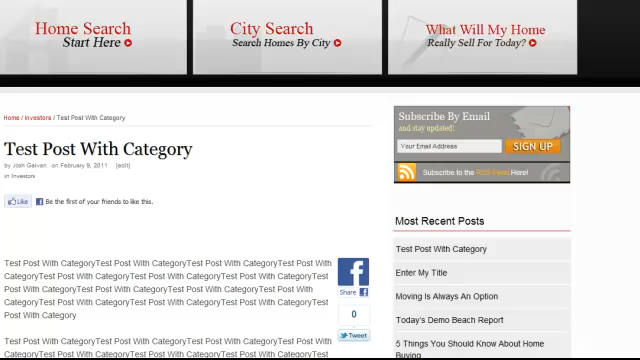 Home Search
Start Here
City Search
Search Homes By City
What Will My Home
Really Sell For Today?
Home / Investors / Test Post With Category
Test Post With Category
by Josh Galvan on February 9, 2011 [edit]
in Investors
Like
Be the first of your friends to like this.
Test Post With CategoryTest Post With CategoryTest Post With CategoryTest Post With
CategoryTest Post With CategoryTest Post With CategoryTest Post With CategoryTest
Post With CategoryTest Post With CategoryTest Post With CategoryTest Post With
CategoryTest Post With CategoryTest Post With CategoryTest Post With CategoryTest
Post With Category
Test Post With CategoryTest Post With CategoryTest Post With CategoryTest Post With
CategoryTest Post With CategoryTest Post With CategoryTest Post With CategoryTest
f
Share
0
Tweet
Subscribe By Email
and stay updated!
Your Email Address
SIGN UP
Subscribe to the RSS Feed Here!
Most Recent Posts
Test Post With Category
Enter My Title
Moving Is Always An Option
Today's Demo Beach Report
5 Things You Should Know About Home
Buying